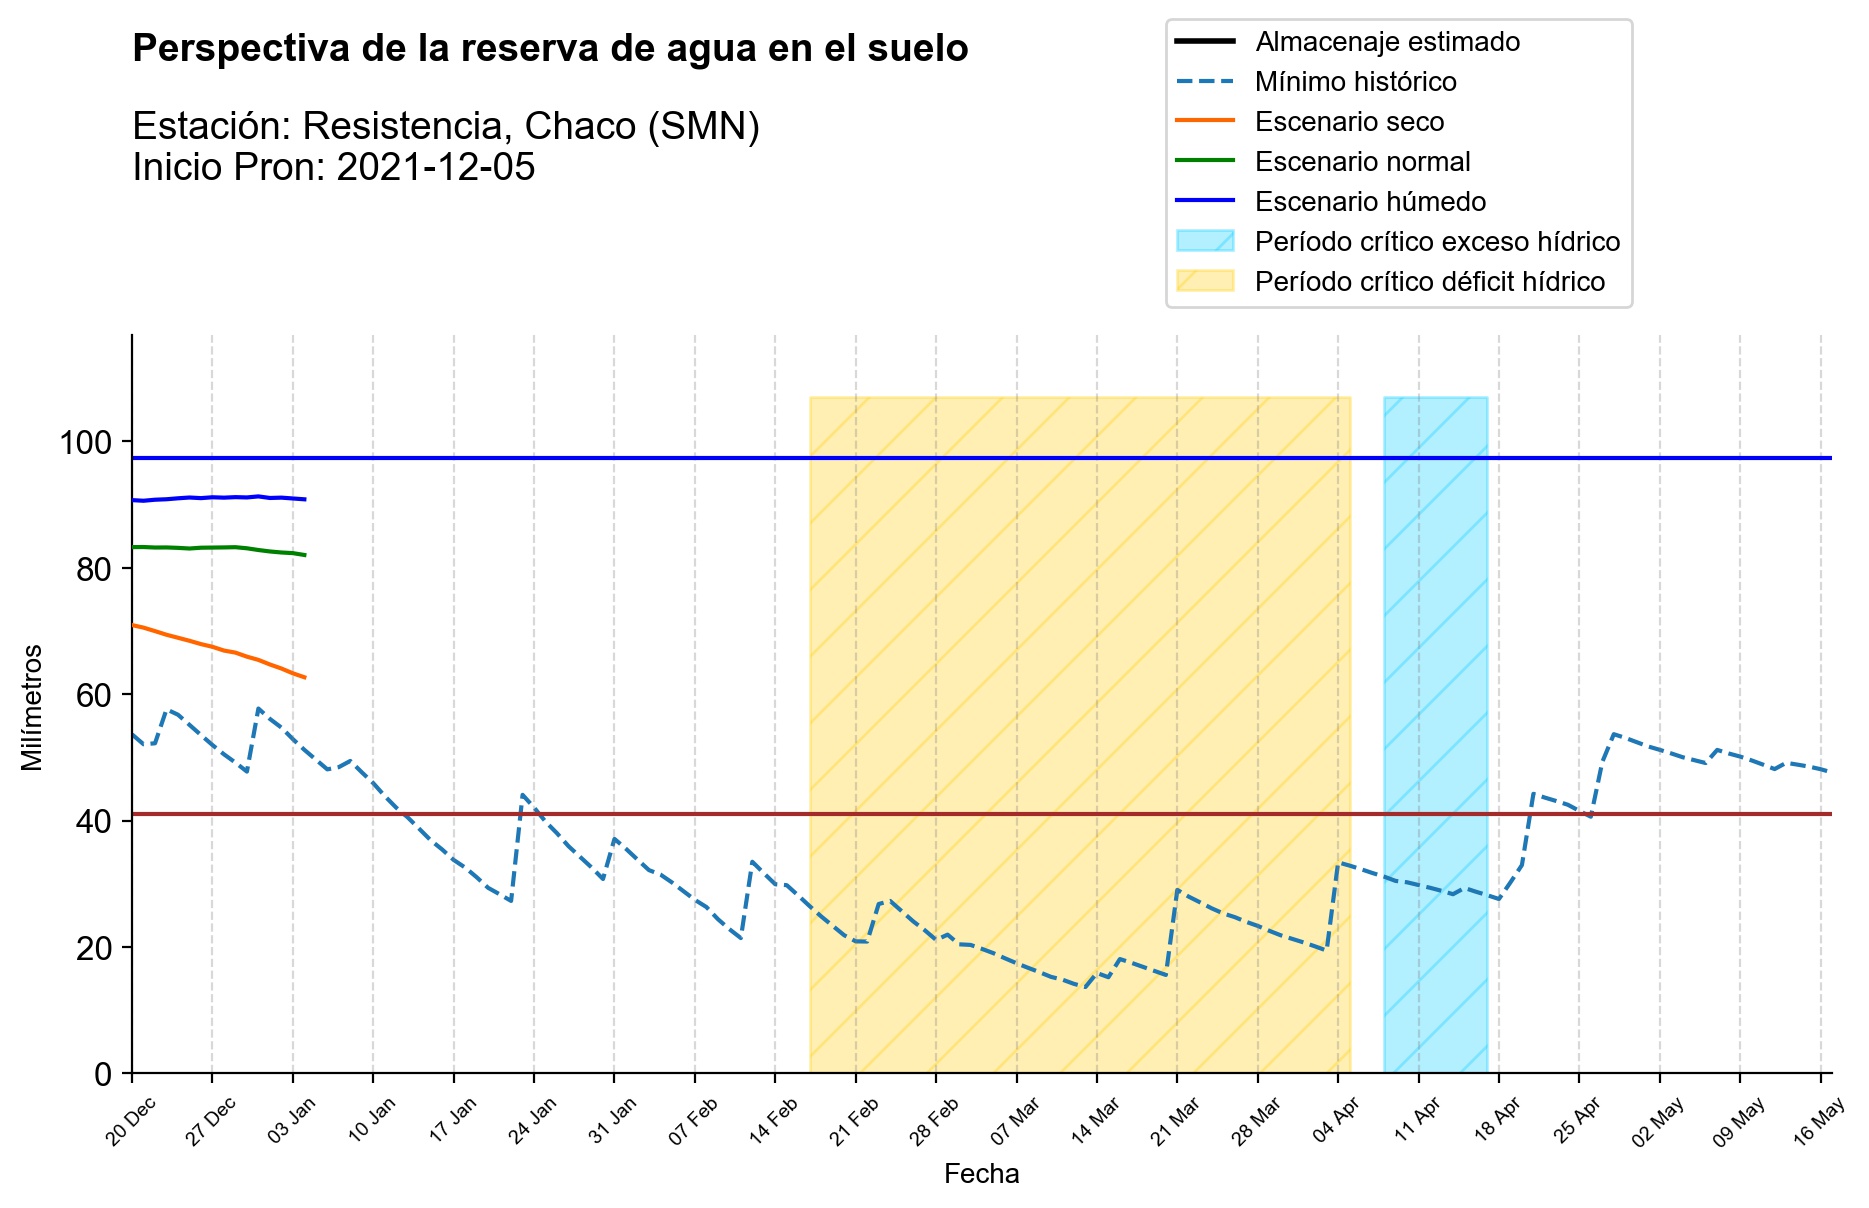 Perspectiva de la reserva de agua en el suelo
Estación: Resistencia, Chaco (SMN)
Inicio Pron: 2021-12-05
Almacenaje estimado
Mínimo histórico
Escenario seco
Escenario normal
Escenario húmedo
Período crítico exceso hídrico
Período crítico déficit hídrico
Milímetros
100
80
60
40
20
0
20 Dec
27 Dec
03 Jan
10 Jan
17 Jan
24 Jan
31 Jan
07 Feb
14 Feb
21 Feb
28 Feb
07 Mar
14 Mar
21 Mar
28 Mar
04 Apr
11 Apr
18 Apr
25 Apr
02 May
09 May
16 May
Fecha